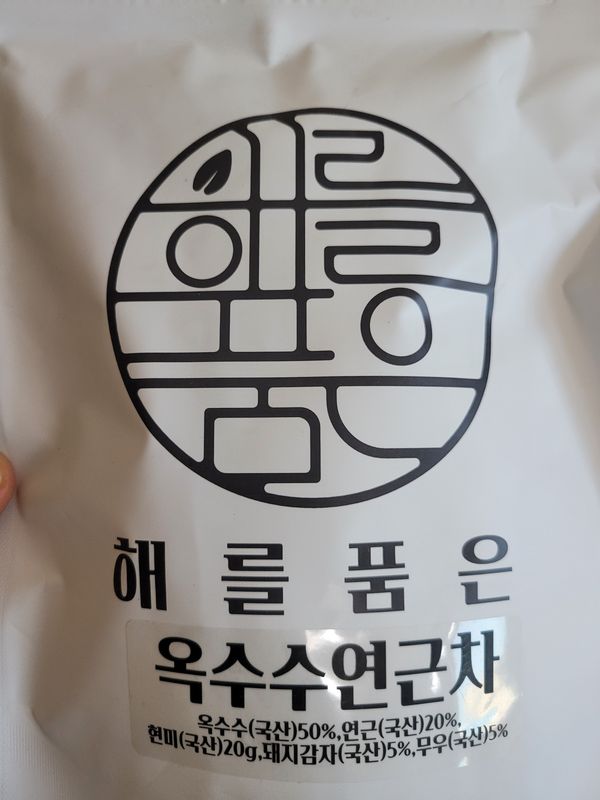 해를
품은
해를품은
옥수수연근차
옥수수(국산)50%,연근(국산)20%,
현미(국산)20g,돼지감자(국산)5%,무우(국산)5%